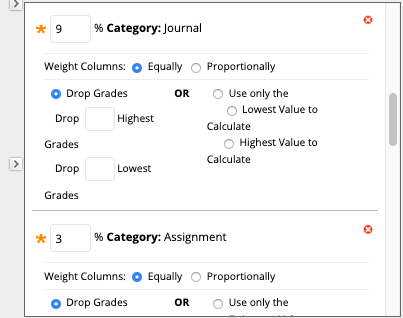 * 9 % Category: Journal
Weight Columns: Equally Proportionally
Drop Grades OR Use only the
Drop Highest Lowest Value to
Grades Calculate
Drop Lowest Highest Value to
Grades Calculate
* 3 % Category: Assignment
Weight Columns: Equally Proportionally
Drop Grades OR Use only the